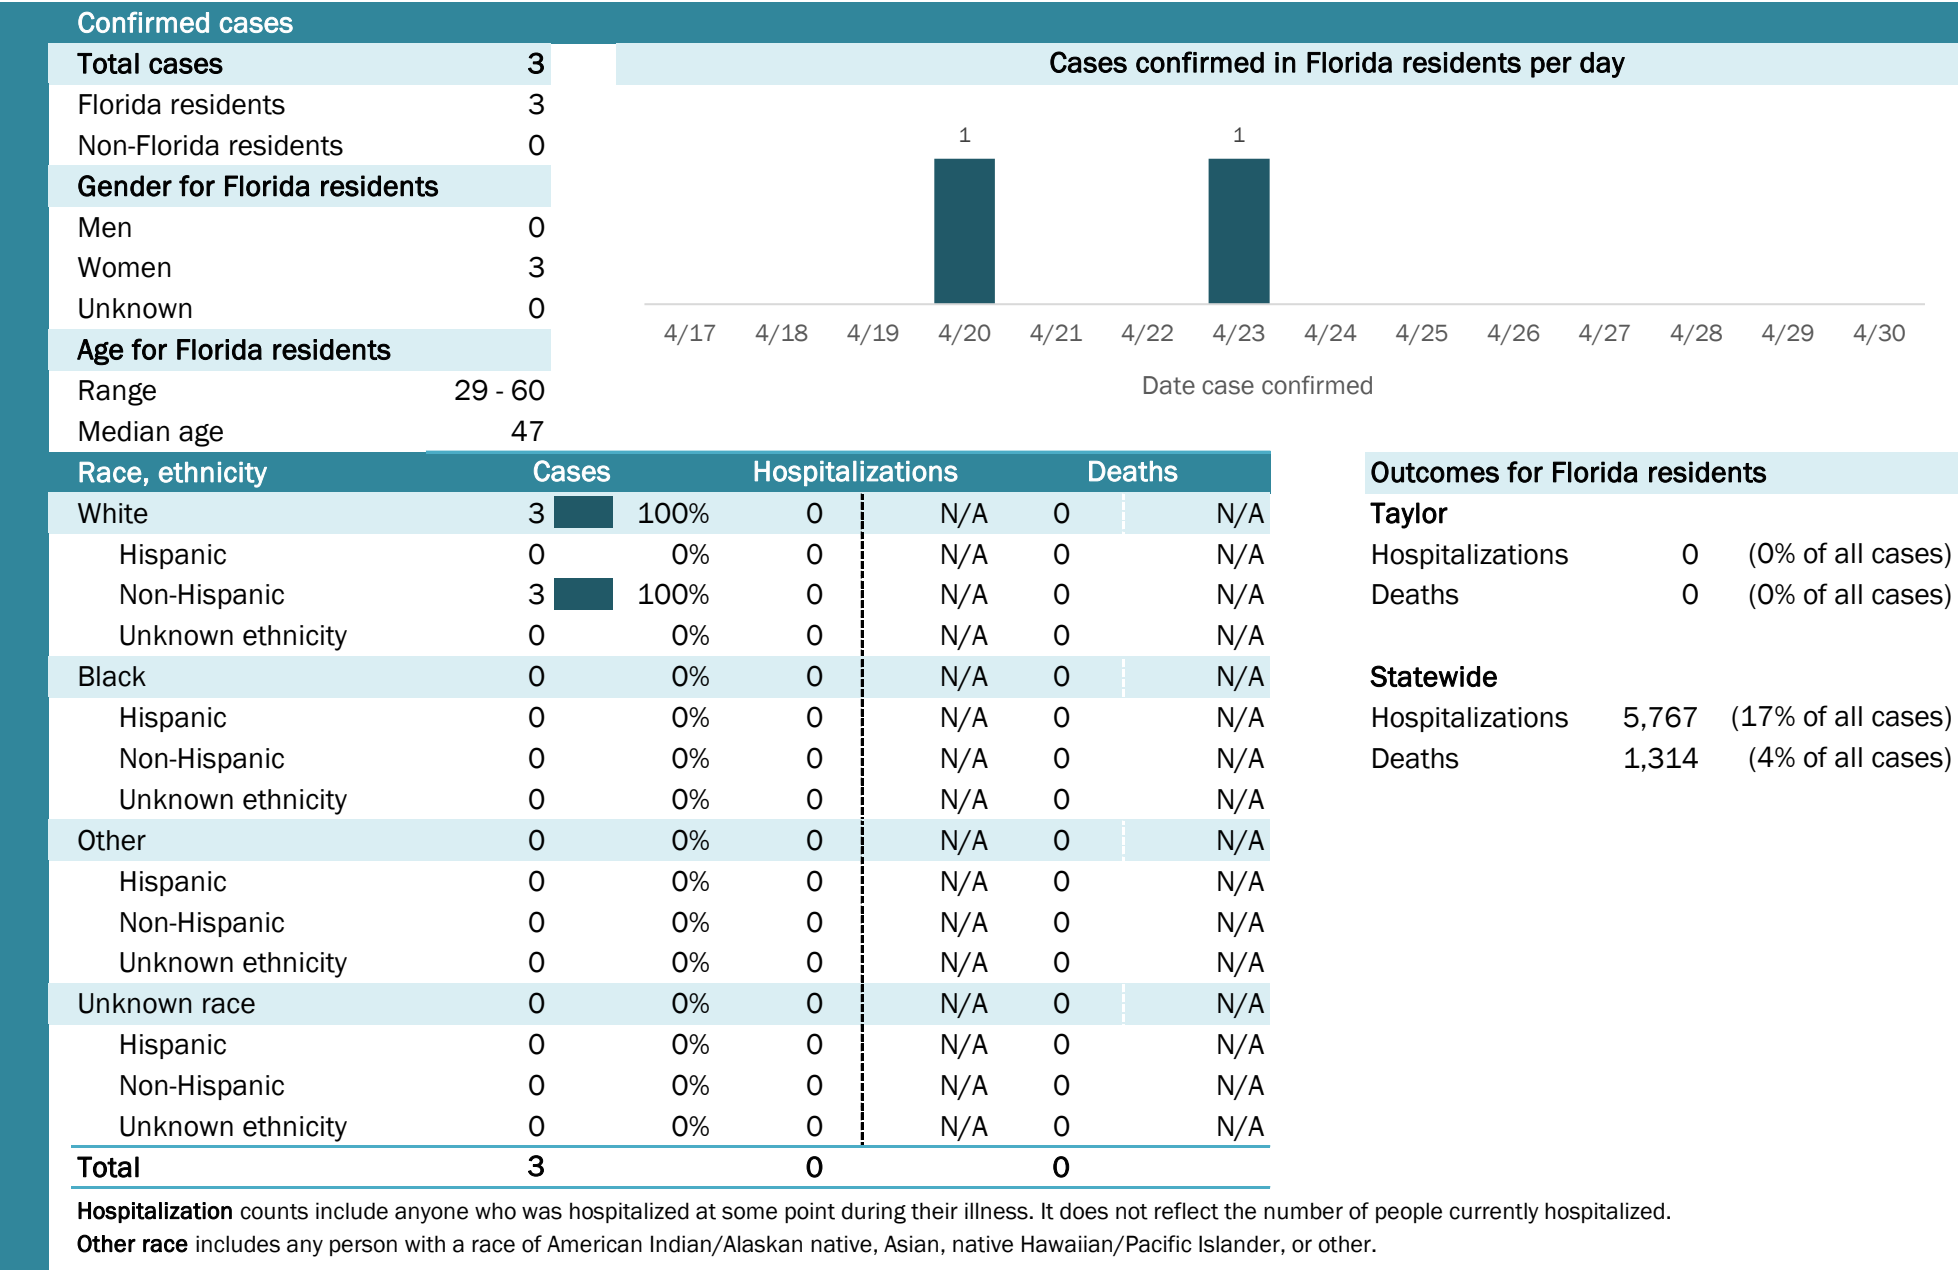 Confirmed cases
Total cases 3
Florida residents 3
Non-Florida residents 0
Gender for Florida residents
Men 0
Women 3
Unknown 0
Age for Florida residents
Range 29 - 60
Median age 47
Cases confirmed in Florida residents per day
1 1
4/17 4/18 4/19 4/20 4/21 4/22 4/23 4/24 4/25 4/26 4/27 4/28 4/29 4/30
Date case confirmed
Race, ethnicity Cases Hospitalizations Deaths
White 3 100% 0 N/A 0 N/A
Hispanic 0 0% 0 N/A 0 N/A
Non-Hispanic 3 100% 0 N/A 0 N/A
Unknown ethnicity 0 0% 0 N/A 0 N/A
Black 0 0% 0 N/A 0 N/A
Hispanic 0 0% 0 N/A 0 N/A
Non-Hispanic 0 0% 0 N/A 0 N/A
Unknown ethnicity 0 0% 0 N/A 0 N/A
Other 0 0% 0 N/A 0 N/A
Hispanic 0 0% 0 N/A 0 N/A
Non-Hispanic 0 0% 0 N/A 0 N/A
Unknown ethnicity 0 0% 0 N/A 0 N/A
Unknown race 0 0% 0 N/A 0 N/A
Hispanic 0 0% 0 N/A 0 N/A
Non-Hispanic 0 0% 0 N/A 0 N/A
Unknown ethnicity 0 0% 0 N/A 0 N/A
Total 3 0 0
Outcomes for Florida residents
Taylor
Hospitalizations 0 (0% of all cases)
Deaths 0 (0% of all cases)
Statewide
Hospitalizations 5,767 (17% of all cases)
Deaths 1,314 (4% of all cases)
Hospitalization counts include anyone who was hospitalized at some point during their illness. It does not reflect the number of people currently hospitalized.
Other race includes any person with a race of American Indian/Alaskan native, Asian, native Hawaiian/Pacific Islander, or other.